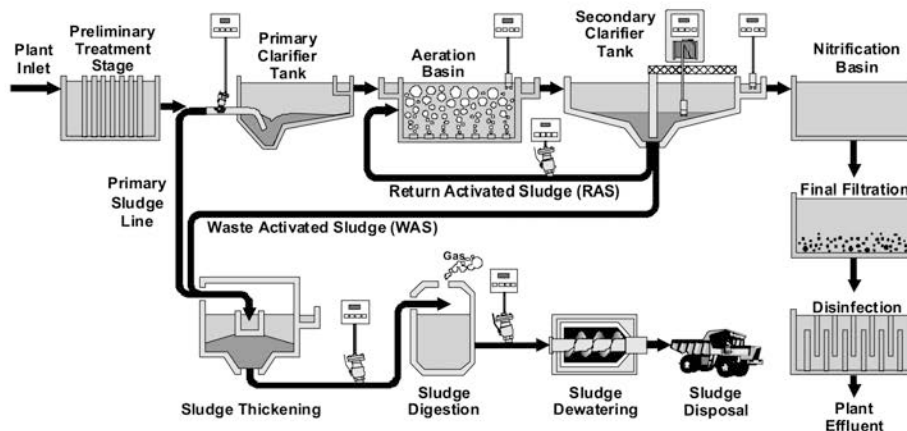 Plant
Inlet
Preliminary
Treatment
Stage
Primary
Clarifier
Tank
Aeration
Basin
Secondary
Clarifier
Tank
Nitrification
Basin
Return Activated Sludge (RAS)
Primary
Sludge
Line
Waste Activated Sludge (WAS)
Final Filtration
Gas
Disinfection
Sludge Thickening
Sludge
Digestion
Sludge
Dewatering
Sludge
Disposal
Plant
Effluent